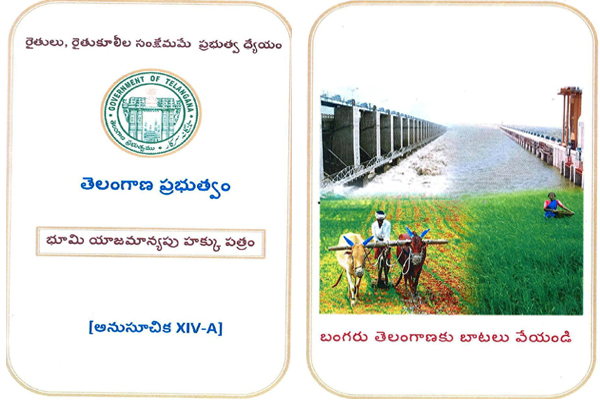 రైతులు, రైతుకూలీల సంక్షేమమే ప్రభుత్వ ధ్యేయం
GOVERNMENT OF TELANGANA
తెలంగాణ ప్రభుత్వం
భూమి యాజమాన్యపు హక్కు పత్రం
[అనుసూచిక XIV-A]
బంగరు తెలంగాణకు బాటలు వేయండి